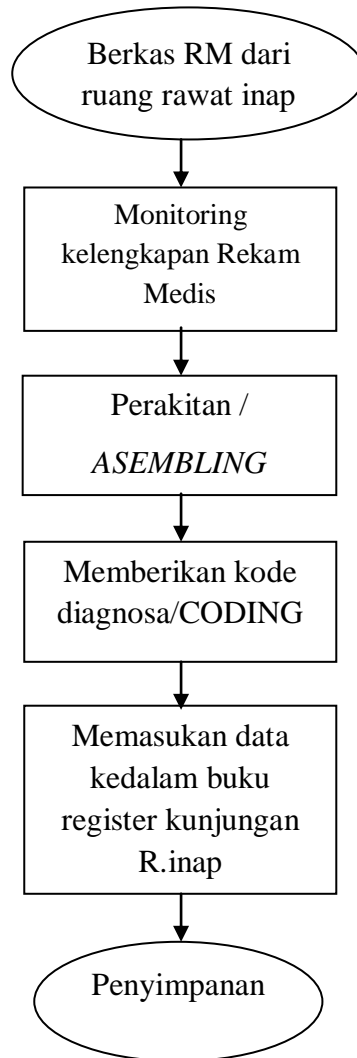 Berkas RM dari
ruang rawat inap
Monitoring
kelengkapan Rekam
Medis
Perakitan /
ASEMBLING
Memberikan kode
diagnosa/CODING
Memasukan data
kedalam buku
register kunjungan
R.inap
Penyimpanan